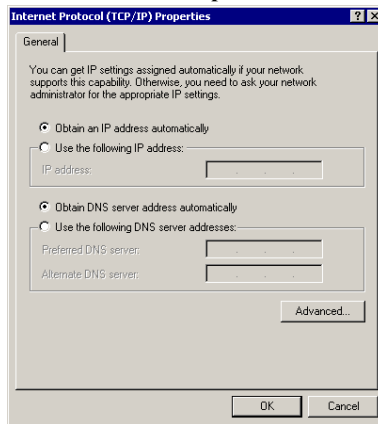 Internet Protocol (TCP/IP) Properties
General
You can get IP settings assigned automatically if your network
supports this capability. Otherwise, you need to ask your network
administrator for the appropriate IP settings.
Obtain an IP address automatically
Use the following IP address:
IP address:
Obtain DNS server address automatically
Use the following DNS server addresses:
Preferred DNS server:
Alternate DNS server:
Advanced...
OK Cancel